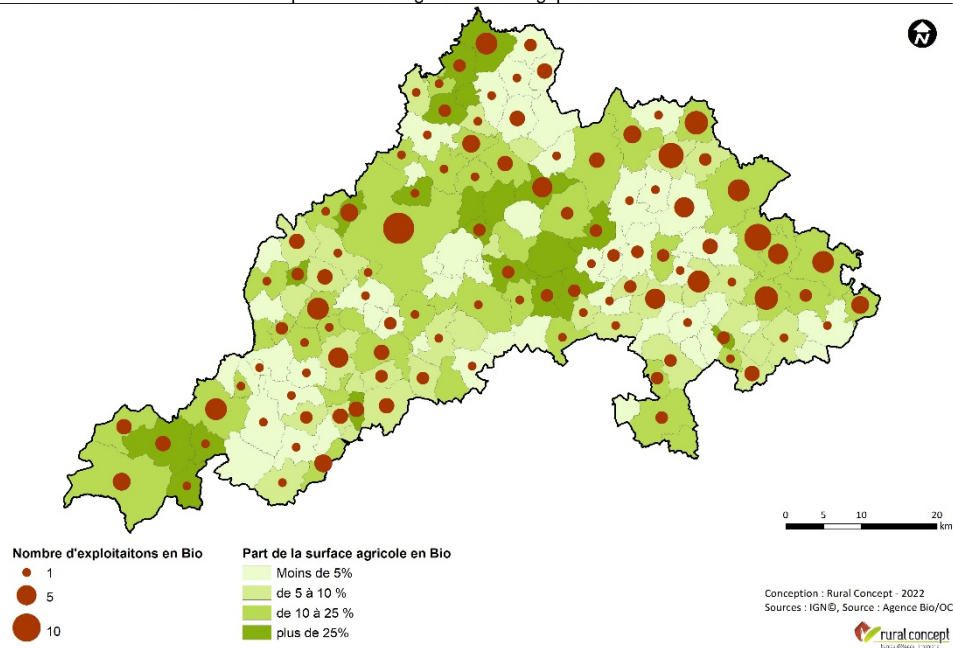 N
0 5 10 20
km
Nombre d'exploitaitons en Bio
1
5
10
Part de la surface agricole en Bio
Moins de 5%
de 5 à 10 %
de 10 à 25 %
plus de 25%
Conception : Rural Concept - 2022
Sources : IGN©, Source : Agence Bio/OC
rural concept